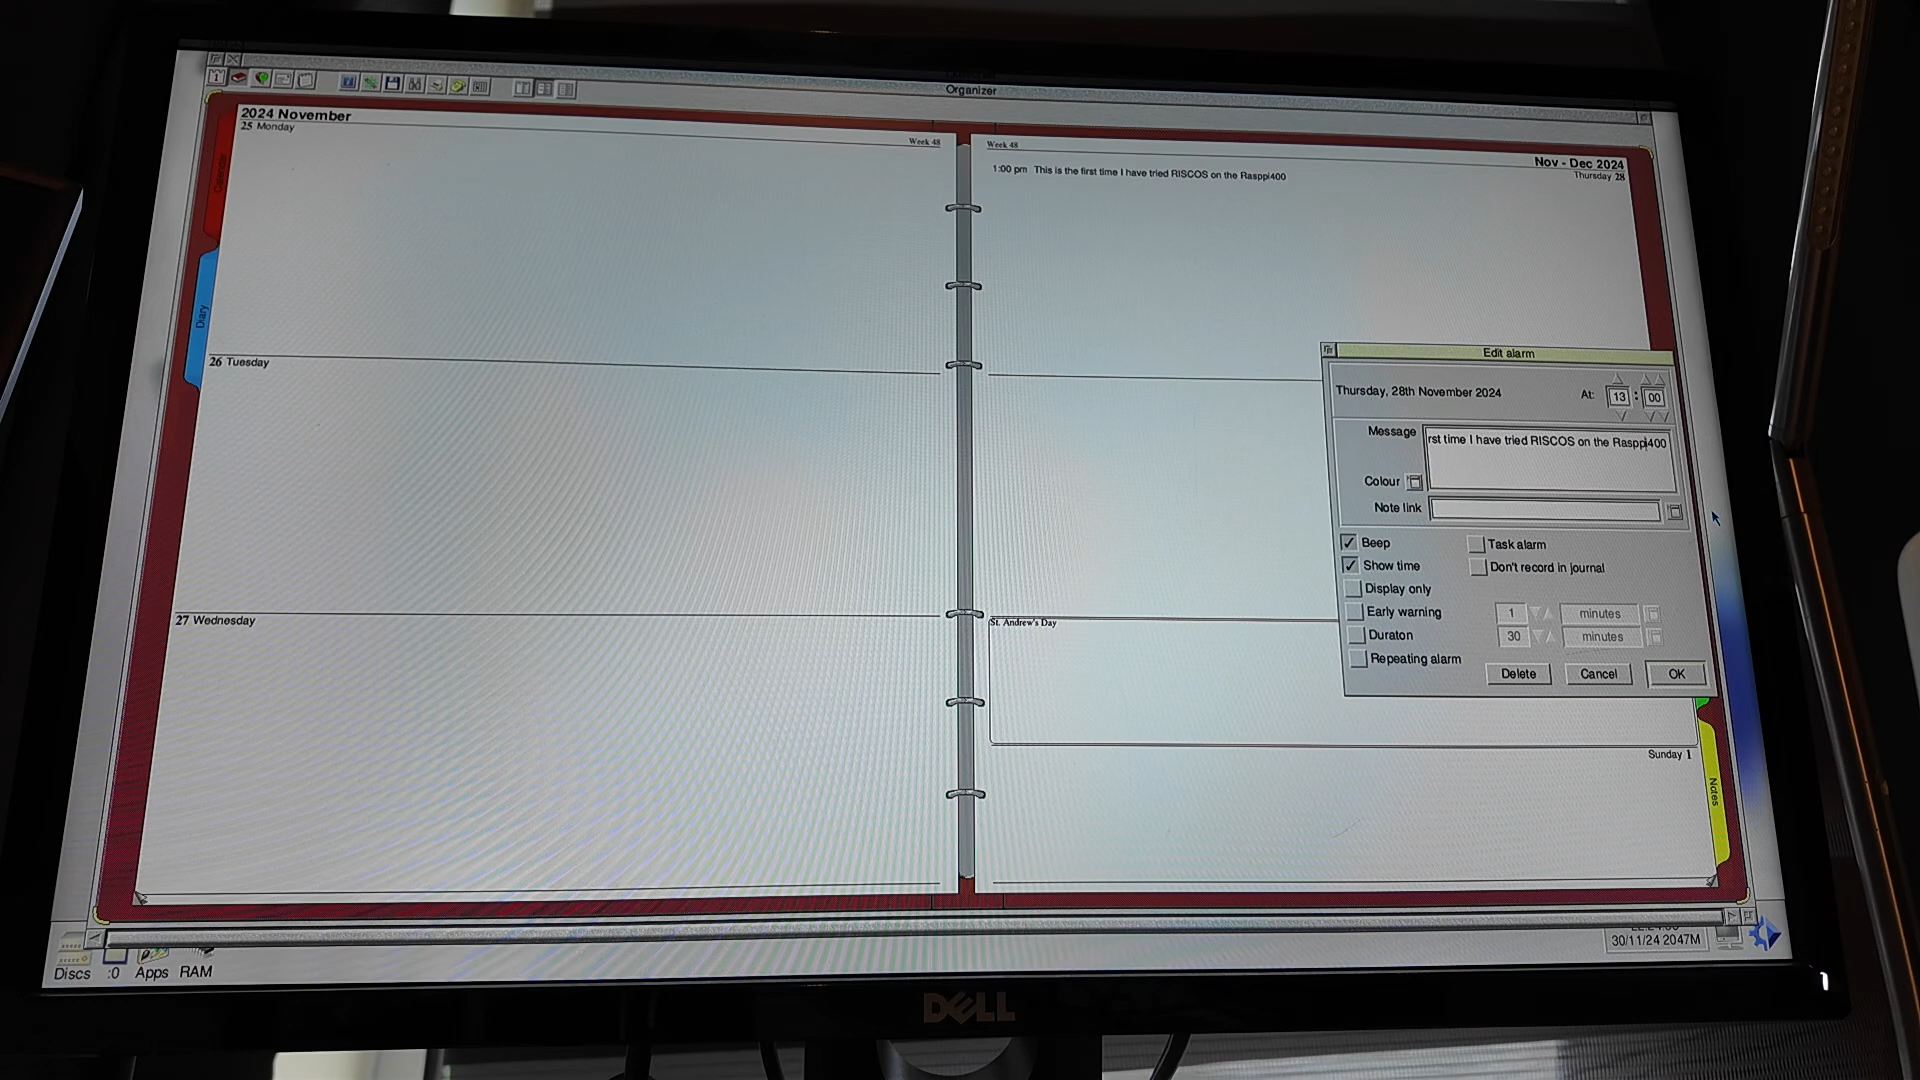 Organizer
2024 November
25 Monday
Week 48
Calendar
Diary
26 Tuesday
27 Wednesday
Week 48
Nov - Dec 2024
Thursday 28
1:00 pm This is the first time I have tried RISCOS on the Rasppi400
St. Andrew's Day
Sunday 1
Notes
Edit alarm
Thursday, 28th November 2024 At: 13 : 00
Message rst time I have tried RISCOS on the Rasppi400
Colour
Note link
Beep Task alarm
Show time Don't record in journal
Display only
Early warning 1 minutes
Duraton 30 minutes
Repeating alarm
Delete Cancel OK
30/11/24 2047M
Discs :0 Apps RAM
DELL